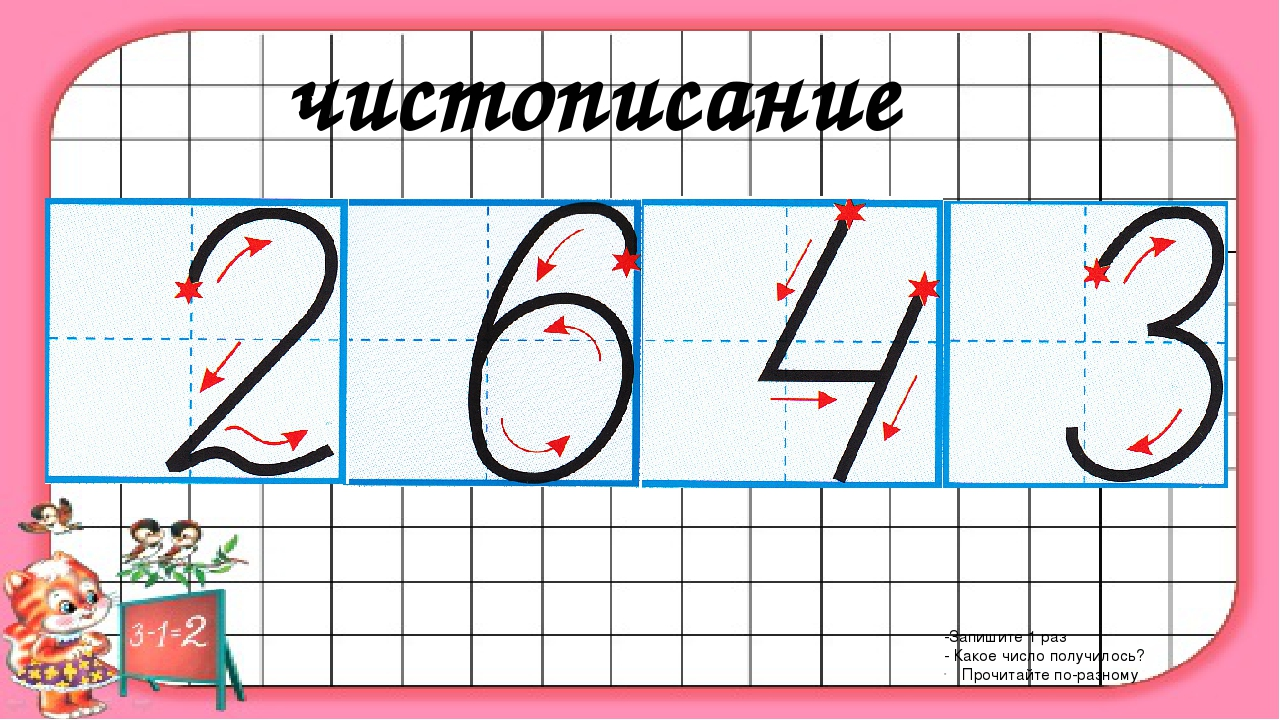 чистописание
2 6 4 3
3-1=2
-Запишите 1 раз
- Какое число получилось?
Прочитайте по-разному